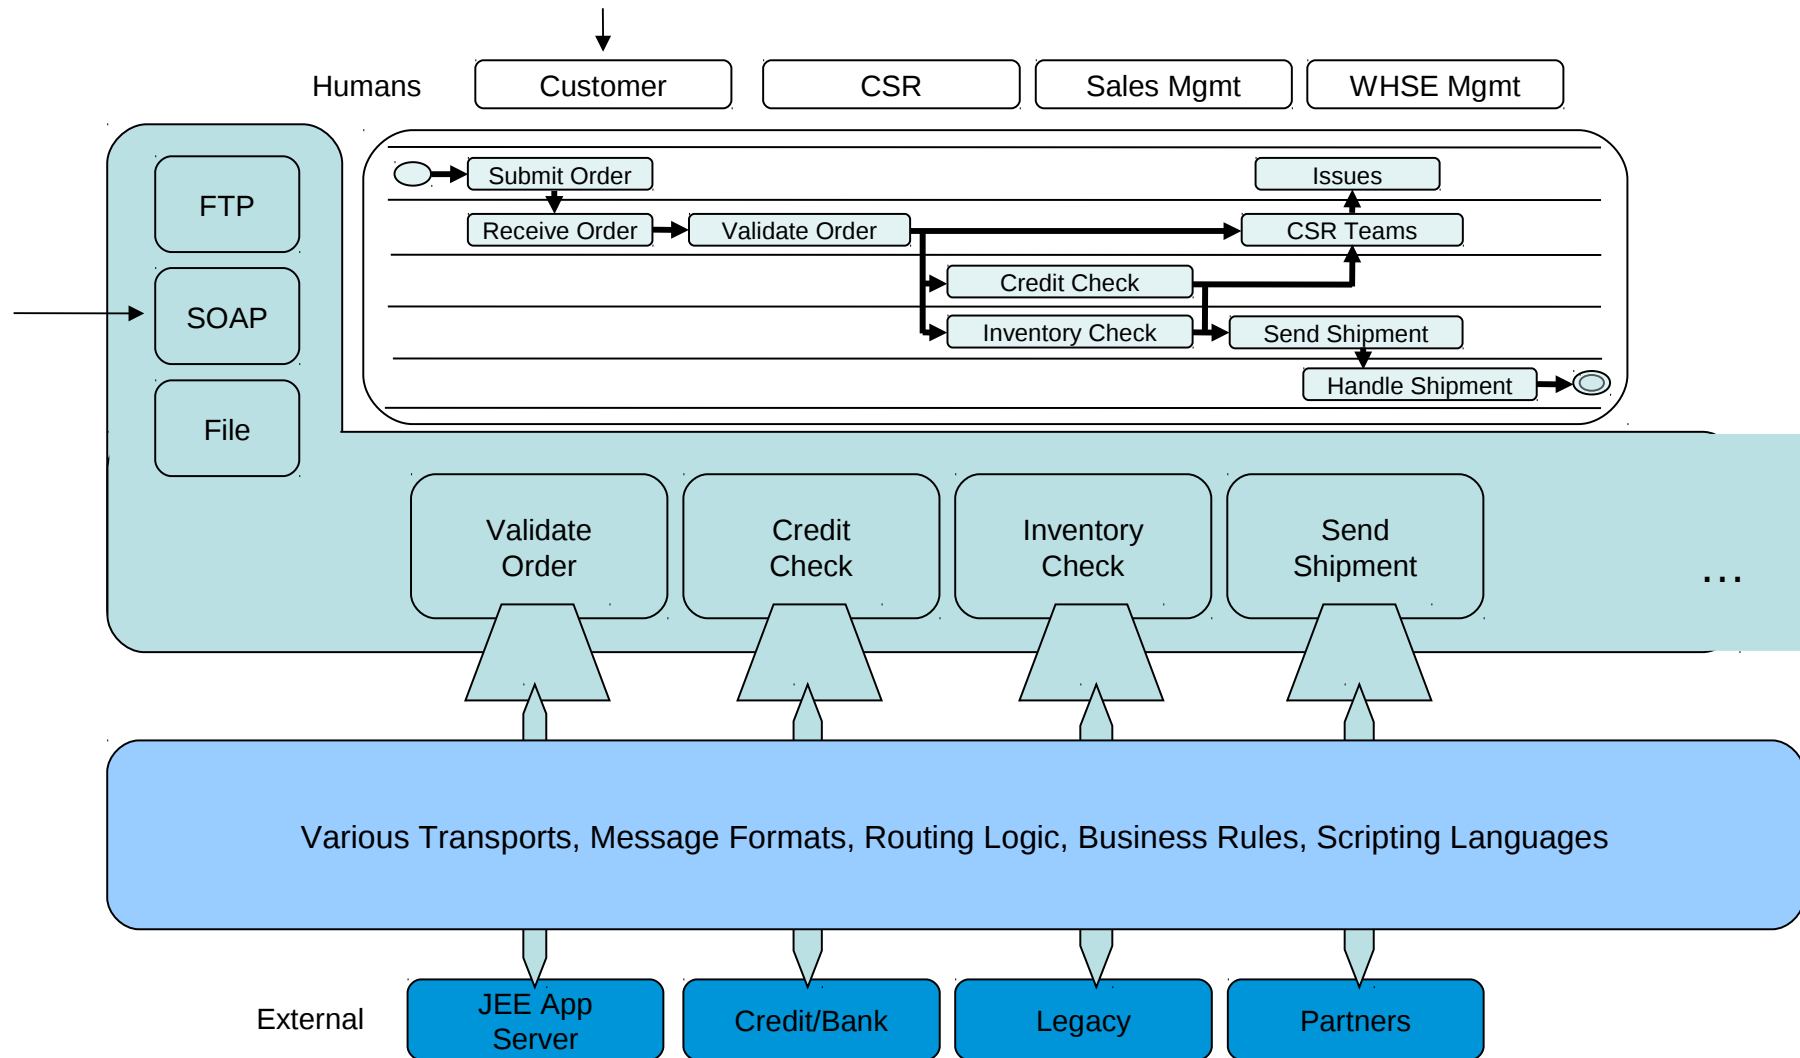 Humans
Customer
CSR
Sales Mgmt
WHSE Mgmt
FTP
SOAP
File
Submit Order
Issues
Receive Order
Validate Order
CSR Teams
Credit Check
Inventory Check
Send Shipment
Handle Shipment
Validate
Order
Credit
Check
Inventory
Check
Send
Shipment
...
Various Transports, Message Formats, Routing Logic, Business Rules, Scripting Languages
External
JEE App
Server
Credit/Bank
Legacy
Partners